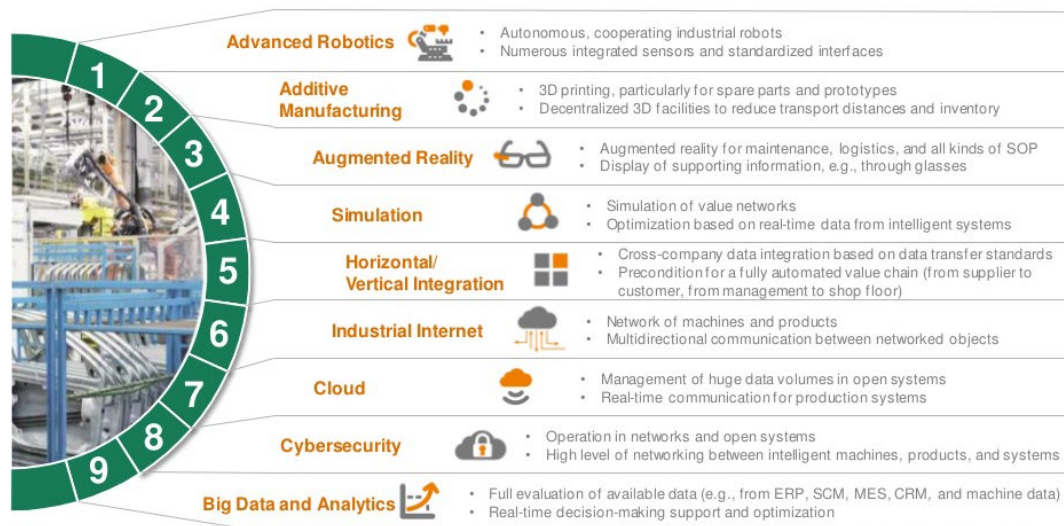 1
Advanced Robotics
• Autonomous, cooperating industrial robots
• Numerous integrated sensors and standardized interfaces
2
Additive
Manufacturing
• 3D printing, particularly for spare parts and prototypes
• Decentralized 3D facilities to reduce transport distances and inventory
3
Augmented Reality
• Augmented reality for maintenance, logistics, and all kinds of SOP
• Display of supporting information, e.g., through glasses
4
Simulation
• Simulation of value networks
• Optimization based on real-time data from intelligent systems
5
Horizontal/
Vertical Integration
• Cross-company data integration based on data transfer standards
• Precondition for a fully automated value chain (from supplier to
customer, from management to shop floor)
6
Industrial Internet
• Network of machines and products
• Multidirectional communication between networked objects
7
Cloud
• Management of huge data volumes in open systems
• Real-time communication for production systems
8
Cybersecurity
• Operation in networks and open systems
• High level of networking between intelligent machines, products, and systems
9
Big Data and Analytics
• Full evaluation of available data (e.g., from ERP, SCM, MES, CRM, and machine data)
• Real-time decision-making support and optimization